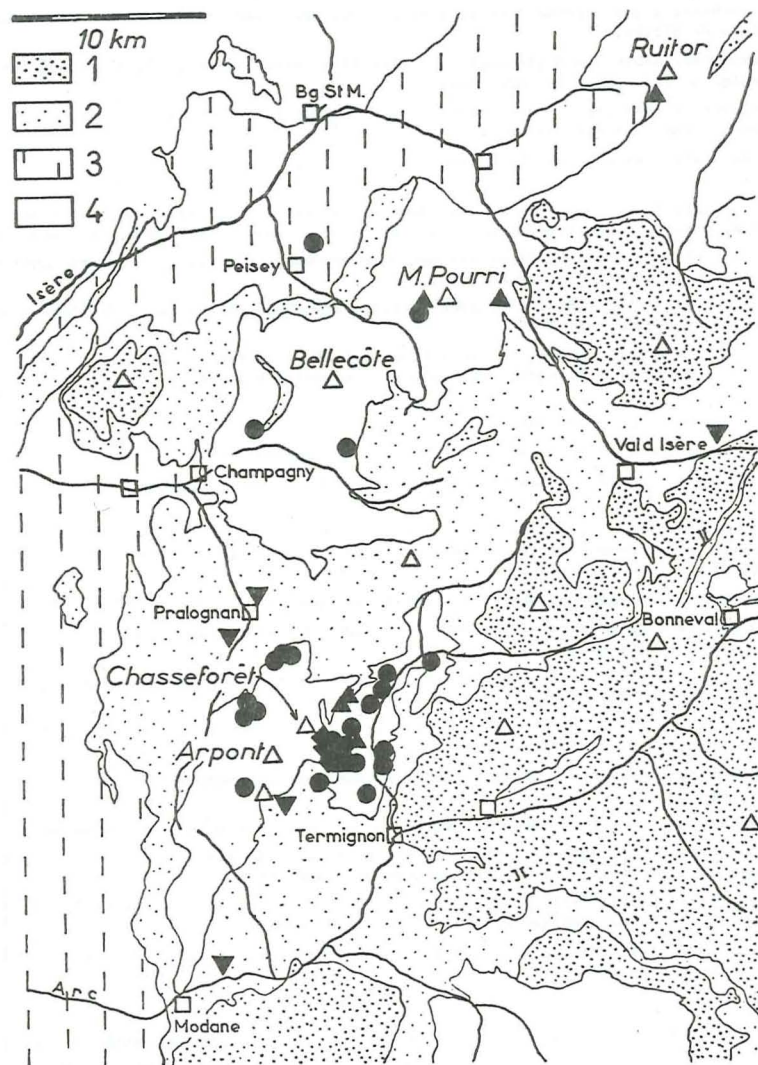 10 km
1
2
3
4
Ruitor
Bg St M.
Isère
Peisey
M. Pourri
Bellecôte
Val d Isère
Champagny
Pralognan
Bonneval
Chasseforêt
Arpont
Termignon
Arc
Modane